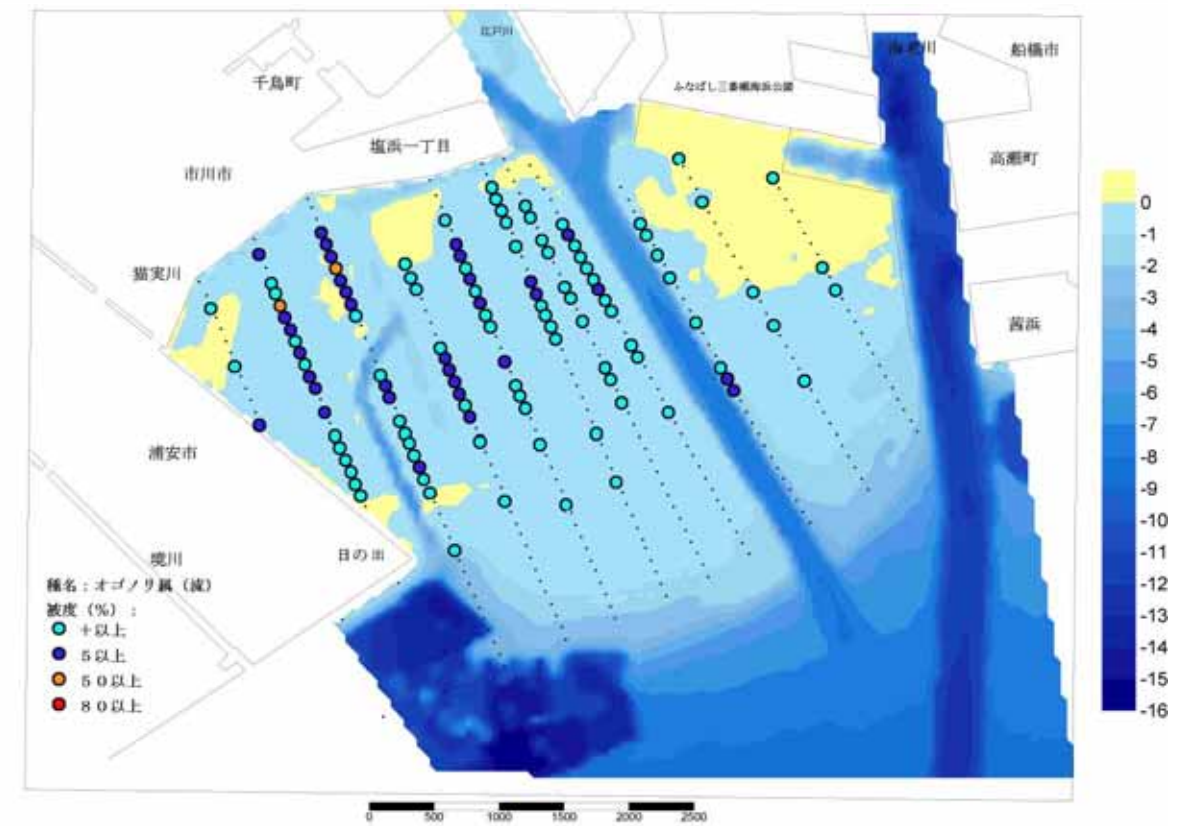 江戸川
海老川
船橋市
千鳥町
ふなばし三番瀬海浜公園
塩浜一丁目
高瀬町
市川市
猫実川
茜浜
浦安市
境川
日の出
種名：オゴノリ属（流）
被度（%）：
＋以上
５以上
５０以上
８０以上
0
-1
-2
-3
-4
-5
-6
-7
-8
-9
-10
-11
-12
-13
-14
-15
-16
0 500 1000 1500 2000 2500